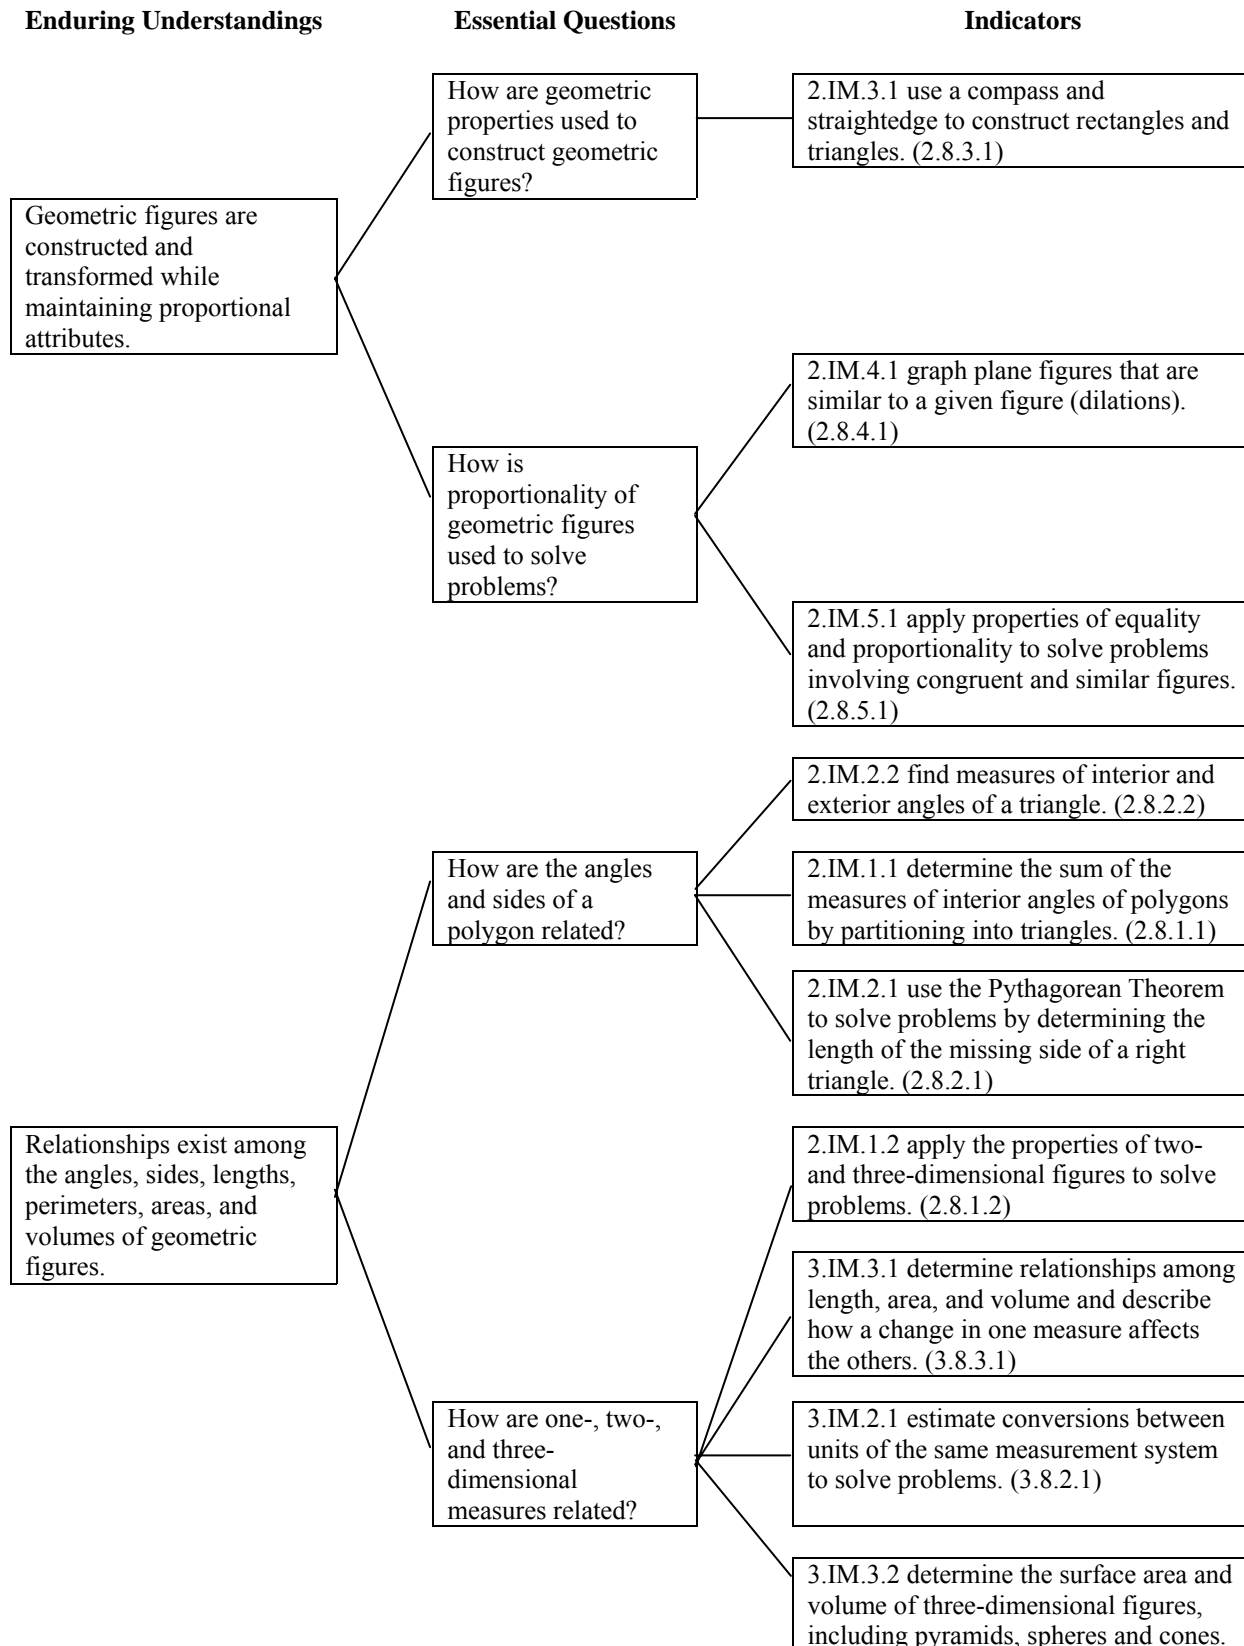 Enduring Understandings Essential Questions Indicators
How are geometric
properties used to
construct geometric
figures?
2.IM.3.1 use a compass and
straightedge to construct rectangles and
triangles. (2.8.3.1)
Geometric figures are
constructed and
transformed while
maintaining proportional
attributes.
2.IM.4.1 graph plane figures that are
similar to a given figure (dilations).
(2.8.4.1)
How is
proportionality of
geometric figures
used to solve
problems?
2.IM.5.1 apply properties of equality
and proportionality to solve problems
involving congruent and similar figures.
(2.8.5.1)
2.IM.2.2 find measures of interior and
exterior angles of a triangle. (2.8.2.2)
How are the angles
and sides of a
polygon related?
2.IM.1.1 determine the sum of the
measures of interior angles of polygons
by partitioning into triangles. (2.8.1.1)
2.IM.2.1 use the Pythagorean Theorem
to solve problems by determining the
length of the missing side of a right
triangle. (2.8.2.1)
Relationships exist among
the angles, sides, lengths,
perimeters, areas, and
volumes of geometric
figures.
2.IM.1.2 apply the properties of two-
and three-dimensional figures to solve
problems. (2.8.1.2)
3.IM.3.1 determine relationships among
length, area, and volume and describe
how a change in one measure affects
the others. (3.8.3.1)
How are one-, two-,
and three-
dimensional
measures related?
3.IM.2.1 estimate conversions between
units of the same measurement system
to solve problems. (3.8.2.1)
3.IM.3.2 determine the surface area and
volume of three-dimensional figures,
including pyramids, spheres and cones.